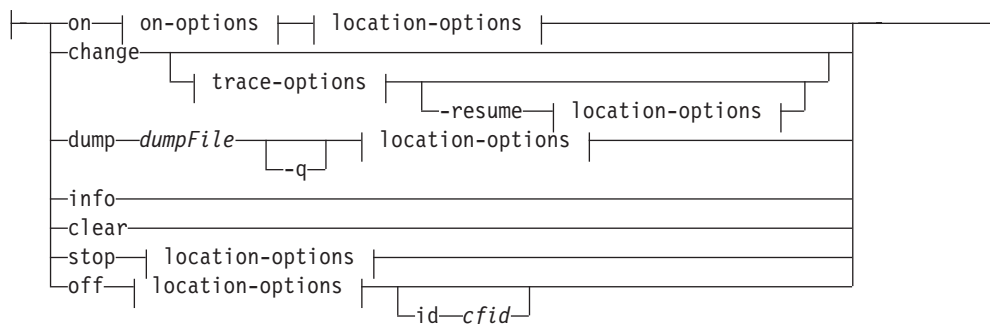 on on-options location-options
change
trace-options
-resume location-options
dump dumpFile location-options
-q
info
clear
stop location-options
off location-options
id cfid